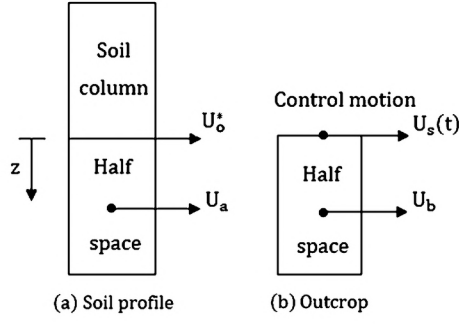 Soil
column
U*o
z
Half
Ua
space
(a) Soil profile
Control motion
Us(t)
Half
Ub
space
(b) Outcrop